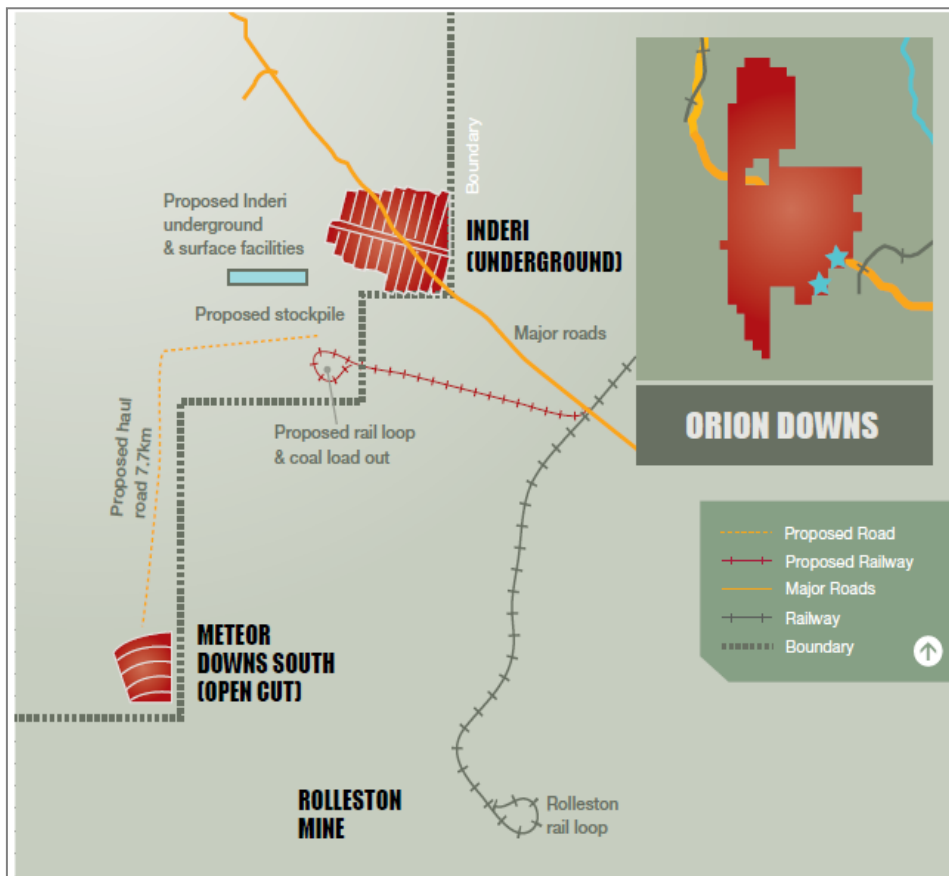 Proposed Inderi
underground
& surface facilities
Boundary
INDERI
(UNDERGROUND)
Proposed stockpile
Major roads
ORION DOWNS
Proposed rail loop
& coal load out
Proposed haul
road 7.7km
Proposed Road
Proposed Railway
Major Roads
Railway
Boundary
METEOR
DOWNS SOUTH
(OPEN CUT)
ROLLESTON
MINE
Rolleston
rail loop